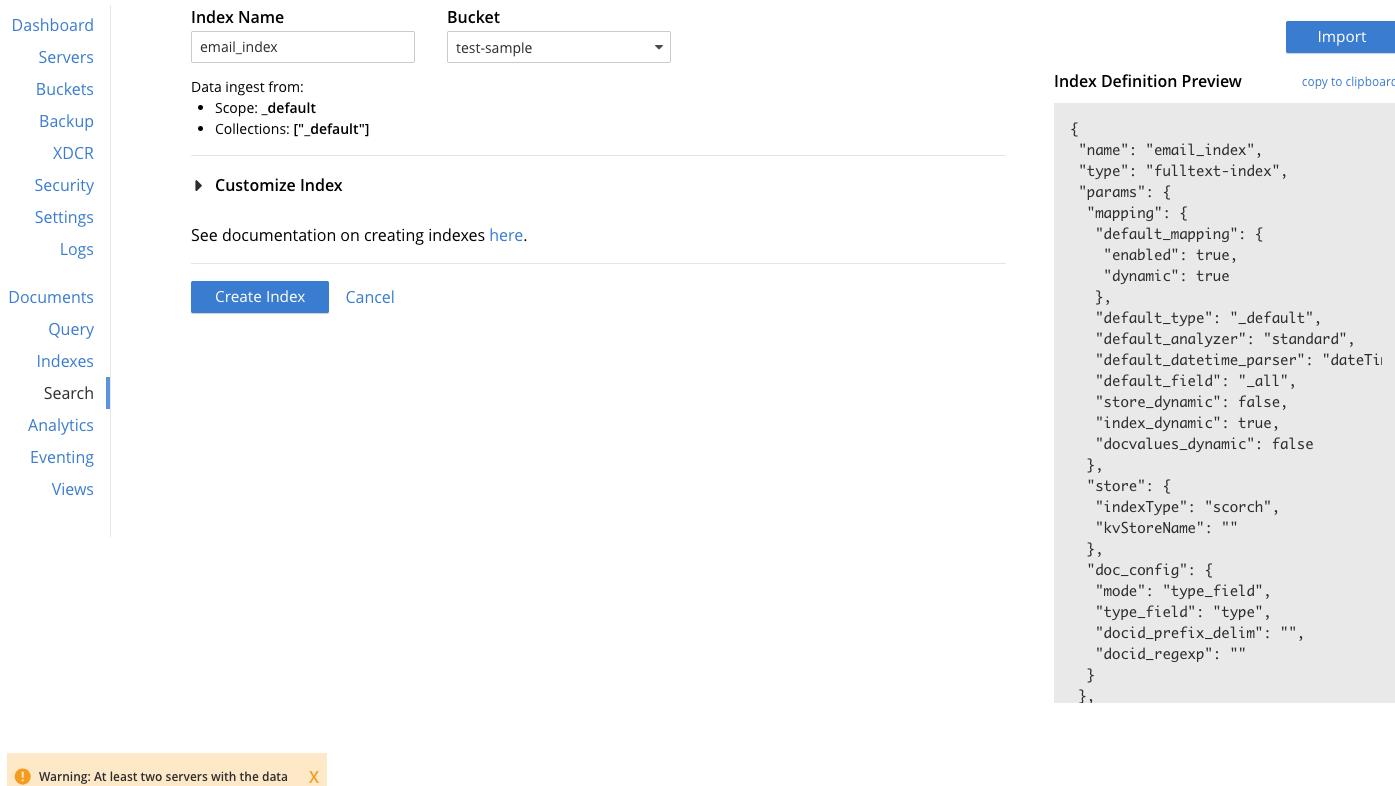 Dashboard
Servers
Buckets
Backup
XDCR
Security
Settings
Logs
Documents
Query
Indexes
Search
Analytics
Eventing
Views
Index Name
email_index
Bucket
test-sample
Data ingest from:
Scope: _default
Collections: ["_default"]
Customize Index
See documentation on creating indexes here.
Create Index
Cancel
Import
Index Definition Preview
copy to clipboard
{
"name": "email_index",
"type": "fulltext-index",
"params": {
"mapping": {
"default_mapping": {
"enabled": true,
"dynamic": true
},
"default_type": "_default",
"default_analyzer": "standard",
"default_datetime_parser": "dateTi
"default_field": "_all",
"store_dynamic": false,
"index_dynamic": true,
"docvalues_dynamic": false
},
"store": {
"indexType": "scorch",
"kvStoreName": ""
},
"doc_config": {
"mode": "type_field",
"type_field": "type",
"docid_prefix_delim": "",
"docid_regexp": ""
}
},
Warning: At least two servers with the data
X